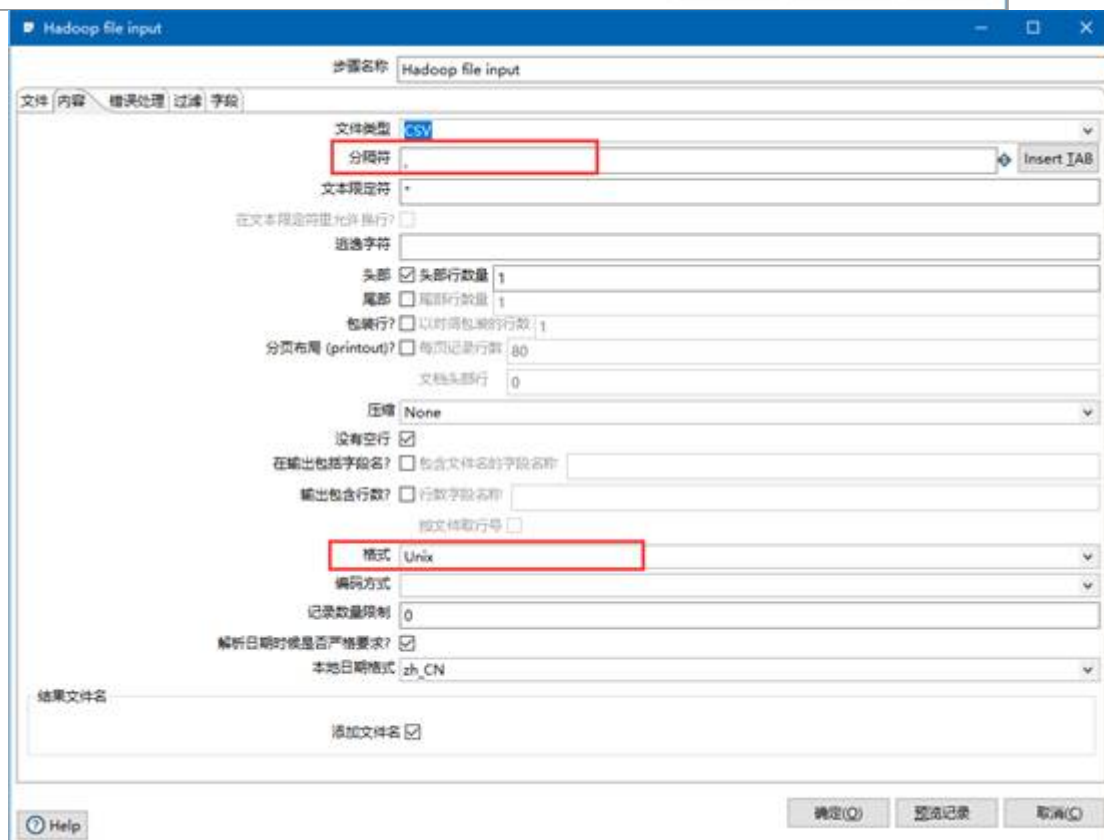 Hadoop file input
步骤名称 Hadoop file input
文件 内容 错误处理 过滤 字段
文件类型 CSV
分隔符 , Insert TAB
文本限定符 "
在文本限定符里允许换行?
逃逸字符
头部 头部行数量 1
尾部 尾部行数量 1
包装行? 以时间包装的行数 1
分页布局 (printout)? 每页记录行数 80
文档头部行 0
压缩 None
没有空行
在输出包括字段名? 包含文件名的字段名称
输出包含行数? 行数字段名称
按文件取行号
格式 Unix
编码方式
记录数量限制 0
解析日期时候是否严格要求?
本地日期格式 zh_CN
结果文件名
添加文件名
Help 确定(O) 预览记录 取消(C)